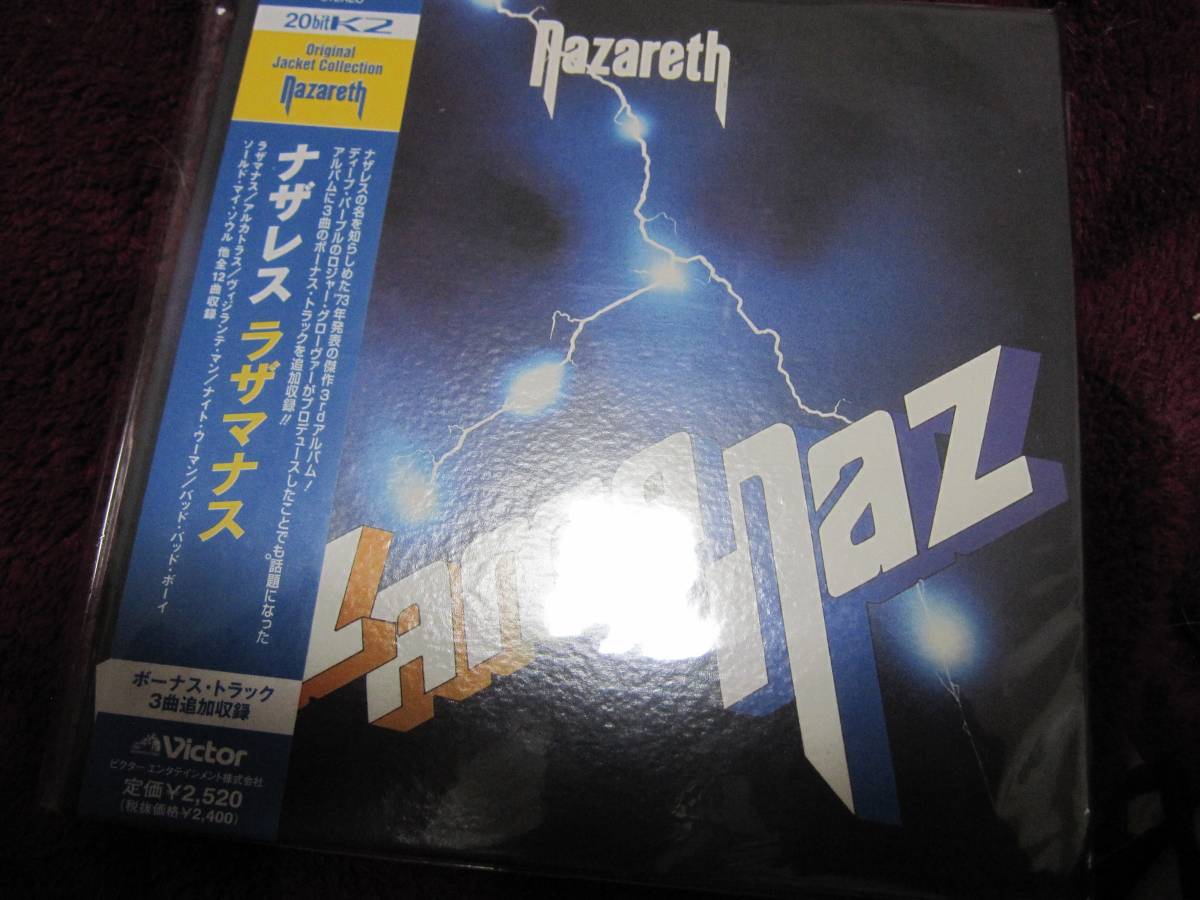 20bit K2
Original
Jacket Collection
nazareth
ナザレスの名を知らしめた'73年発表の傑作3rdアルバム!
ディープ・パープルのロジャー・グローヴァーがプロデュースしたことでも話題になった
アルバムに3曲のボーナス・トラックを追加収録!!
ナザレス ラザマナス
ラザマナス/アルカトラス/ヴィジランテ・マン/ナイト・ウーマン/バッド・バッド・ボーイ
ソールド・マイ・ソウル 他全12曲収録
ボーナス・トラック
3曲追加収録
Victor
ビクターエンタテインメント株式会社
定価¥2,520
(税抜価格¥2,400)
nazareth
naz